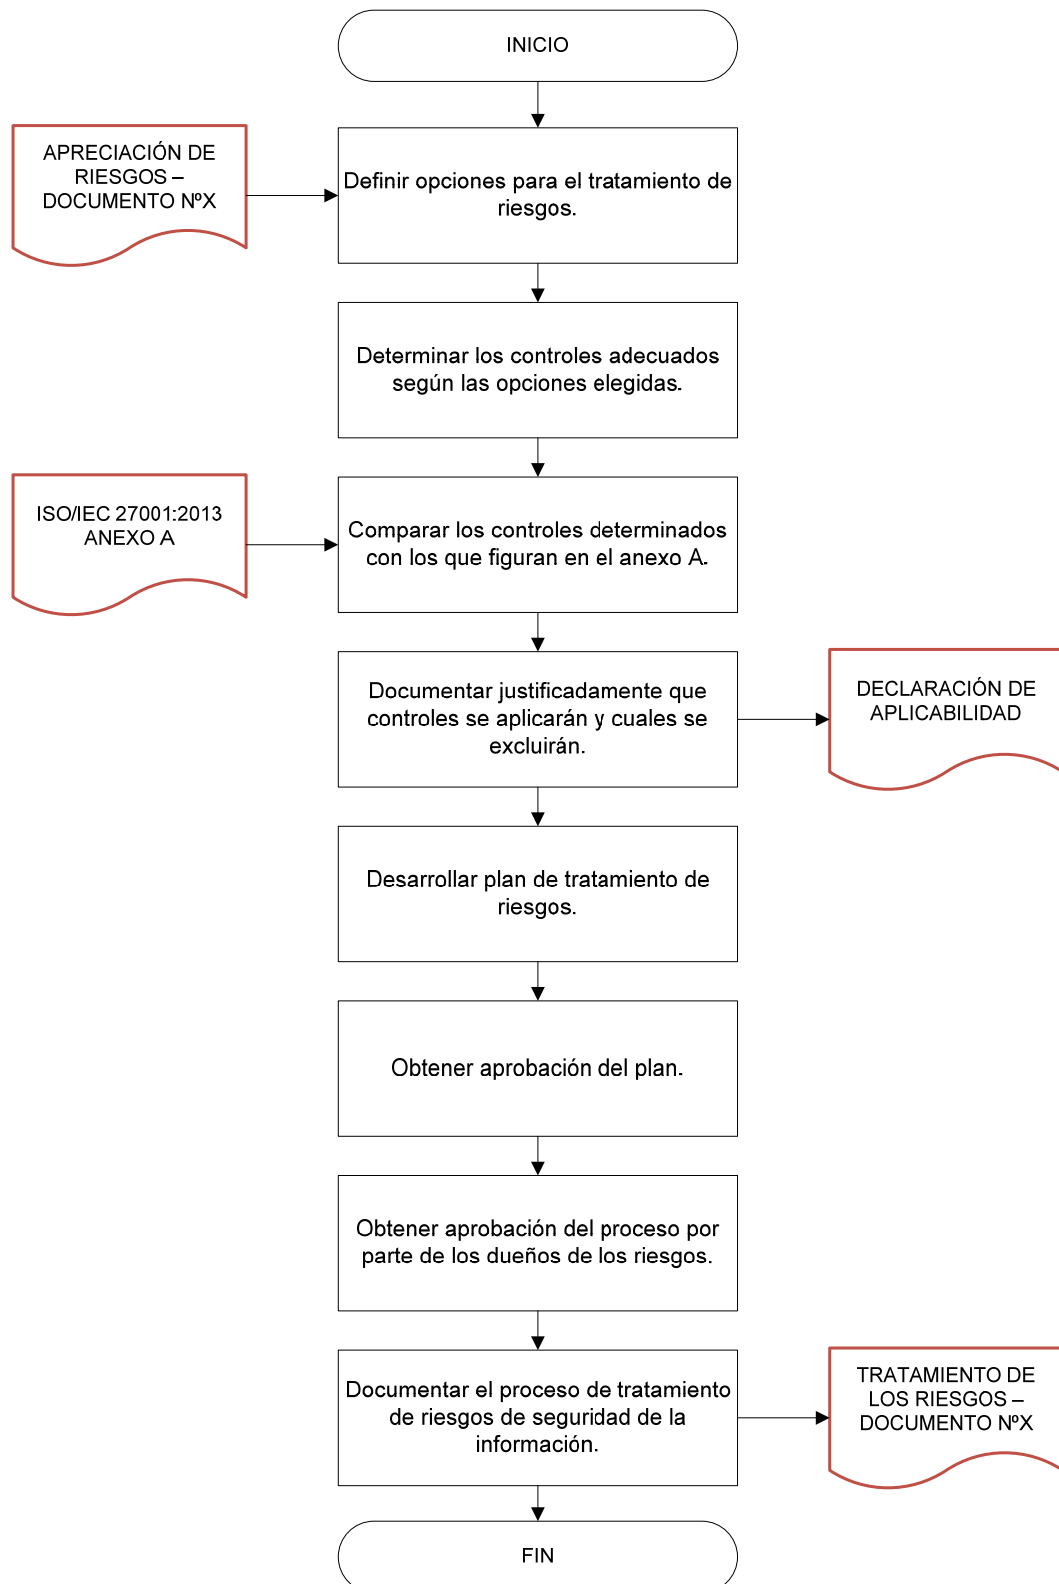 INICIO
APRECIACIÓN DE
RIESGOS –
DOCUMENTO NºX
Definir opciones para el tratamiento de
riesgos.
Determinar los controles adecuados
según las opciones elegidas.
ISO/IEC 27001:2013
ANEXO A
Comparar los controles determinados
con los que figuran en el anexo A.
Documentar justificadamente que
controles se aplicarán y cuales se
excluirán.
DECLARACIÓN DE
APLICABILIDAD
Desarrollar plan de tratamiento de
riesgos.
Obtener aprobación del plan.
Obtener aprobación del proceso por
parte de los dueños de los riesgos.
Documentar el proceso de tratamiento
de riesgos de seguridad de la
información.
TRATAMIENTO DE
LOS RIESGOS –
DOCUMENTO NºX
FIN